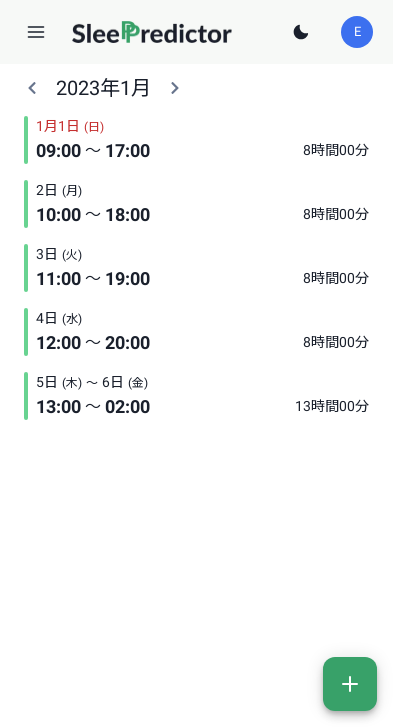 SleePredictor
E
2023年1月
1月1日 (日)
09:00 〜 17:00 8時間00分
2日 (月)
10:00 〜 18:00 8時間00分
3日 (火)
11:00 〜 19:00 8時間00分
4日 (水)
12:00 〜 20:00 8時間00分
5日 (木) 〜 6日 (金)
13:00 〜 02:00 13時間00分